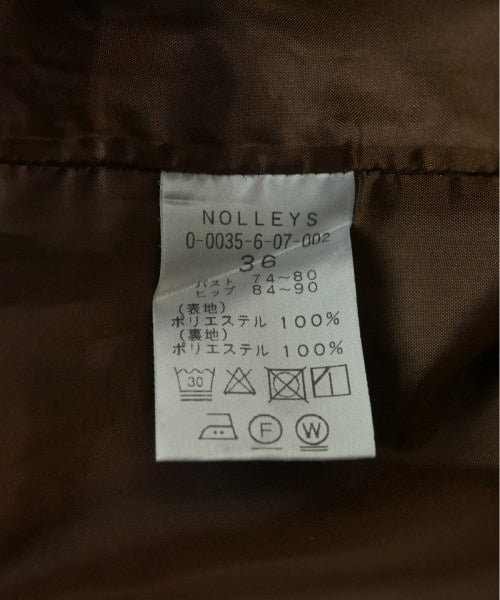 NOLLEYS
0-0035-6-07-002
36
バスト 74~80
ヒップ 84~90
(表地)
ポリエステル 100%
(裏地)
ポリエステル 100%
30
F W